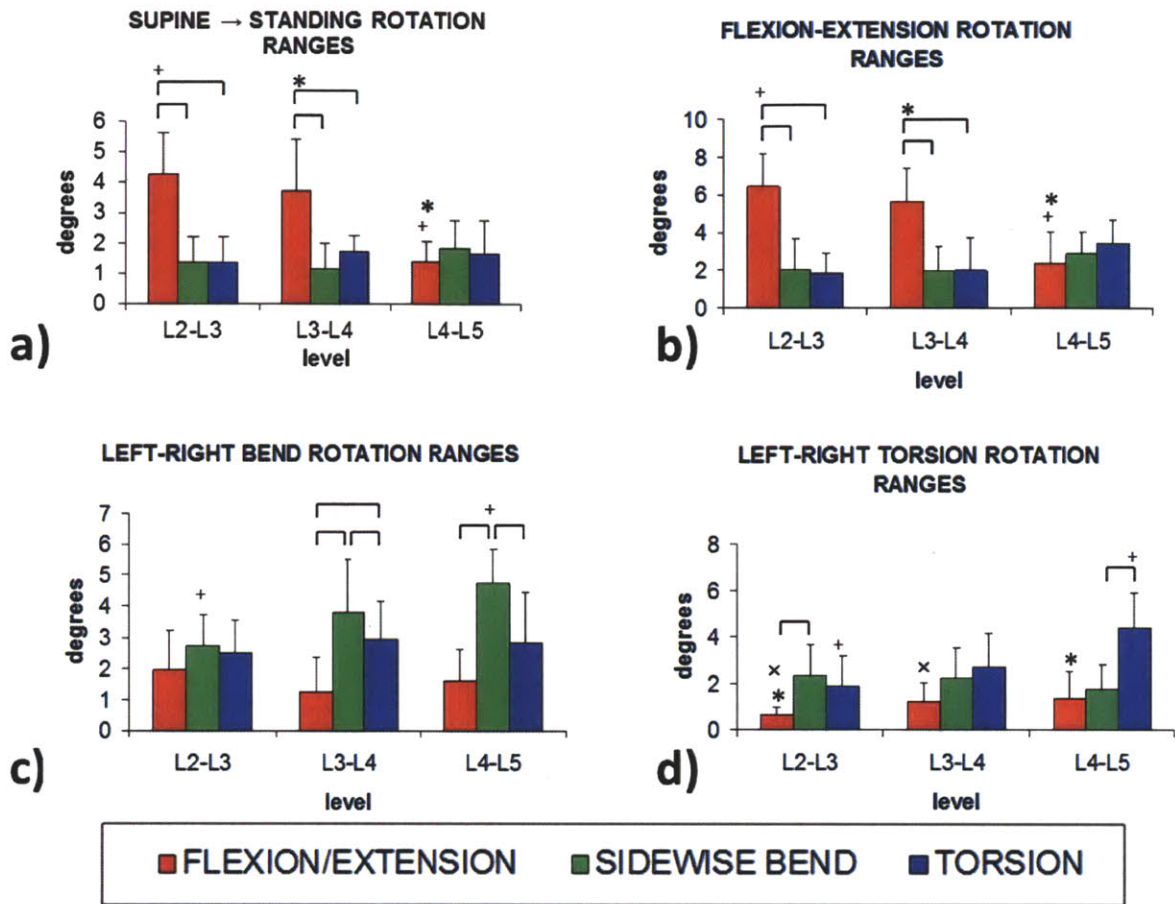 SUPINE → STANDING ROTATION
RANGES
+
*
6
5
4
3
2
1
0
degrees
*
+
L2-L3
L3-L4
L4-L5
level
a)
FLEXION-EXTENSION ROTATION
RANGES
+
*
10
8
6
4
2
0
degrees
*
+
L2-L3
L3-L4
L4-L5
level
b)
LEFT-RIGHT BEND ROTATION RANGES
7
6
5
4
3
2
1
0
degrees
+
+
L2-L3
L3-L4
L4-L5
level
c)
LEFT-RIGHT TORSION ROTATION
RANGES
8
6
4
2
0
degrees
×
*
+
×
*
+
L2-L3
L3-L4
L4-L5
level
d)
FLEXION/EXTENSION
SIDEWISE BEND
TORSION